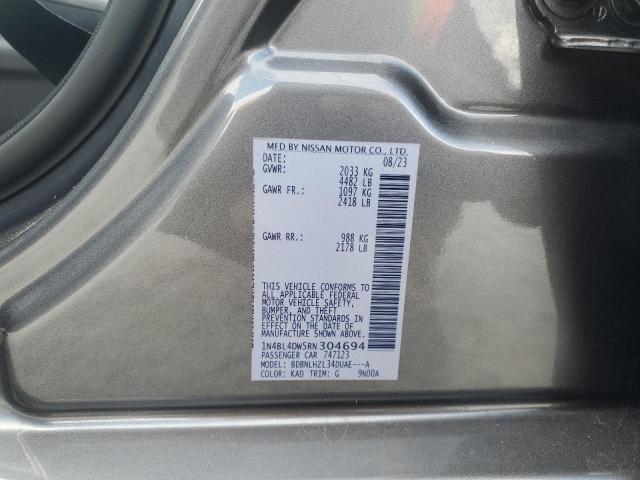 MFD BY NISSAN MOTOR CO., LTD.
DATE: 08/23
GVWR: 2033 KG
4482 LB
GAWR FR.: 1097 KG
2418 LB
GAWR RR.: 988 KG
2178 LB
THIS VEHICLE CONFORMS TO
ALL APPLICABLE FEDERAL
MOTOR VEHICLE SAFETY,
BUMPER, AND THEFT
PREVENTION STANDARDS IN
EFFECT ON THE DATE OF
MANUFACTURE SHOWN ABOVE.
1N4BL4DW5RN304694
PASSENGER CAR 747123
MODEL: BDBNLHZL34DUAE---A
COLOR: KAD TRIM: G 9N00A